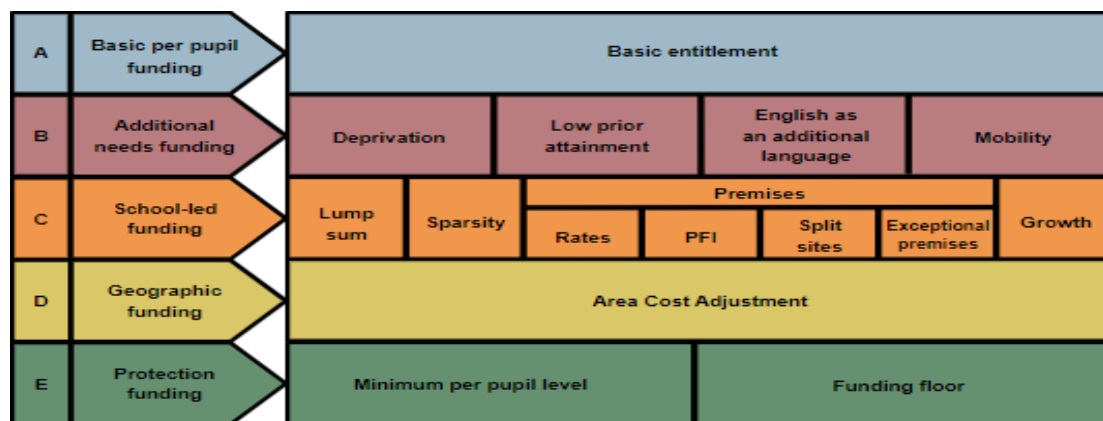 A
Basic per pupil
funding
Basic entitlement
B
Additional
needs funding
Deprivation
Low prior
attainment
English as
an additional
language
Mobility
C
School-led
funding
Lump
sum
Sparsity
Premises
Rates
PFI
Split
sites
Exceptional
premises
Growth
D
Geographic
funding
Area Cost Adjustment
E
Protection
funding
Minimum per pupil level
Funding floor